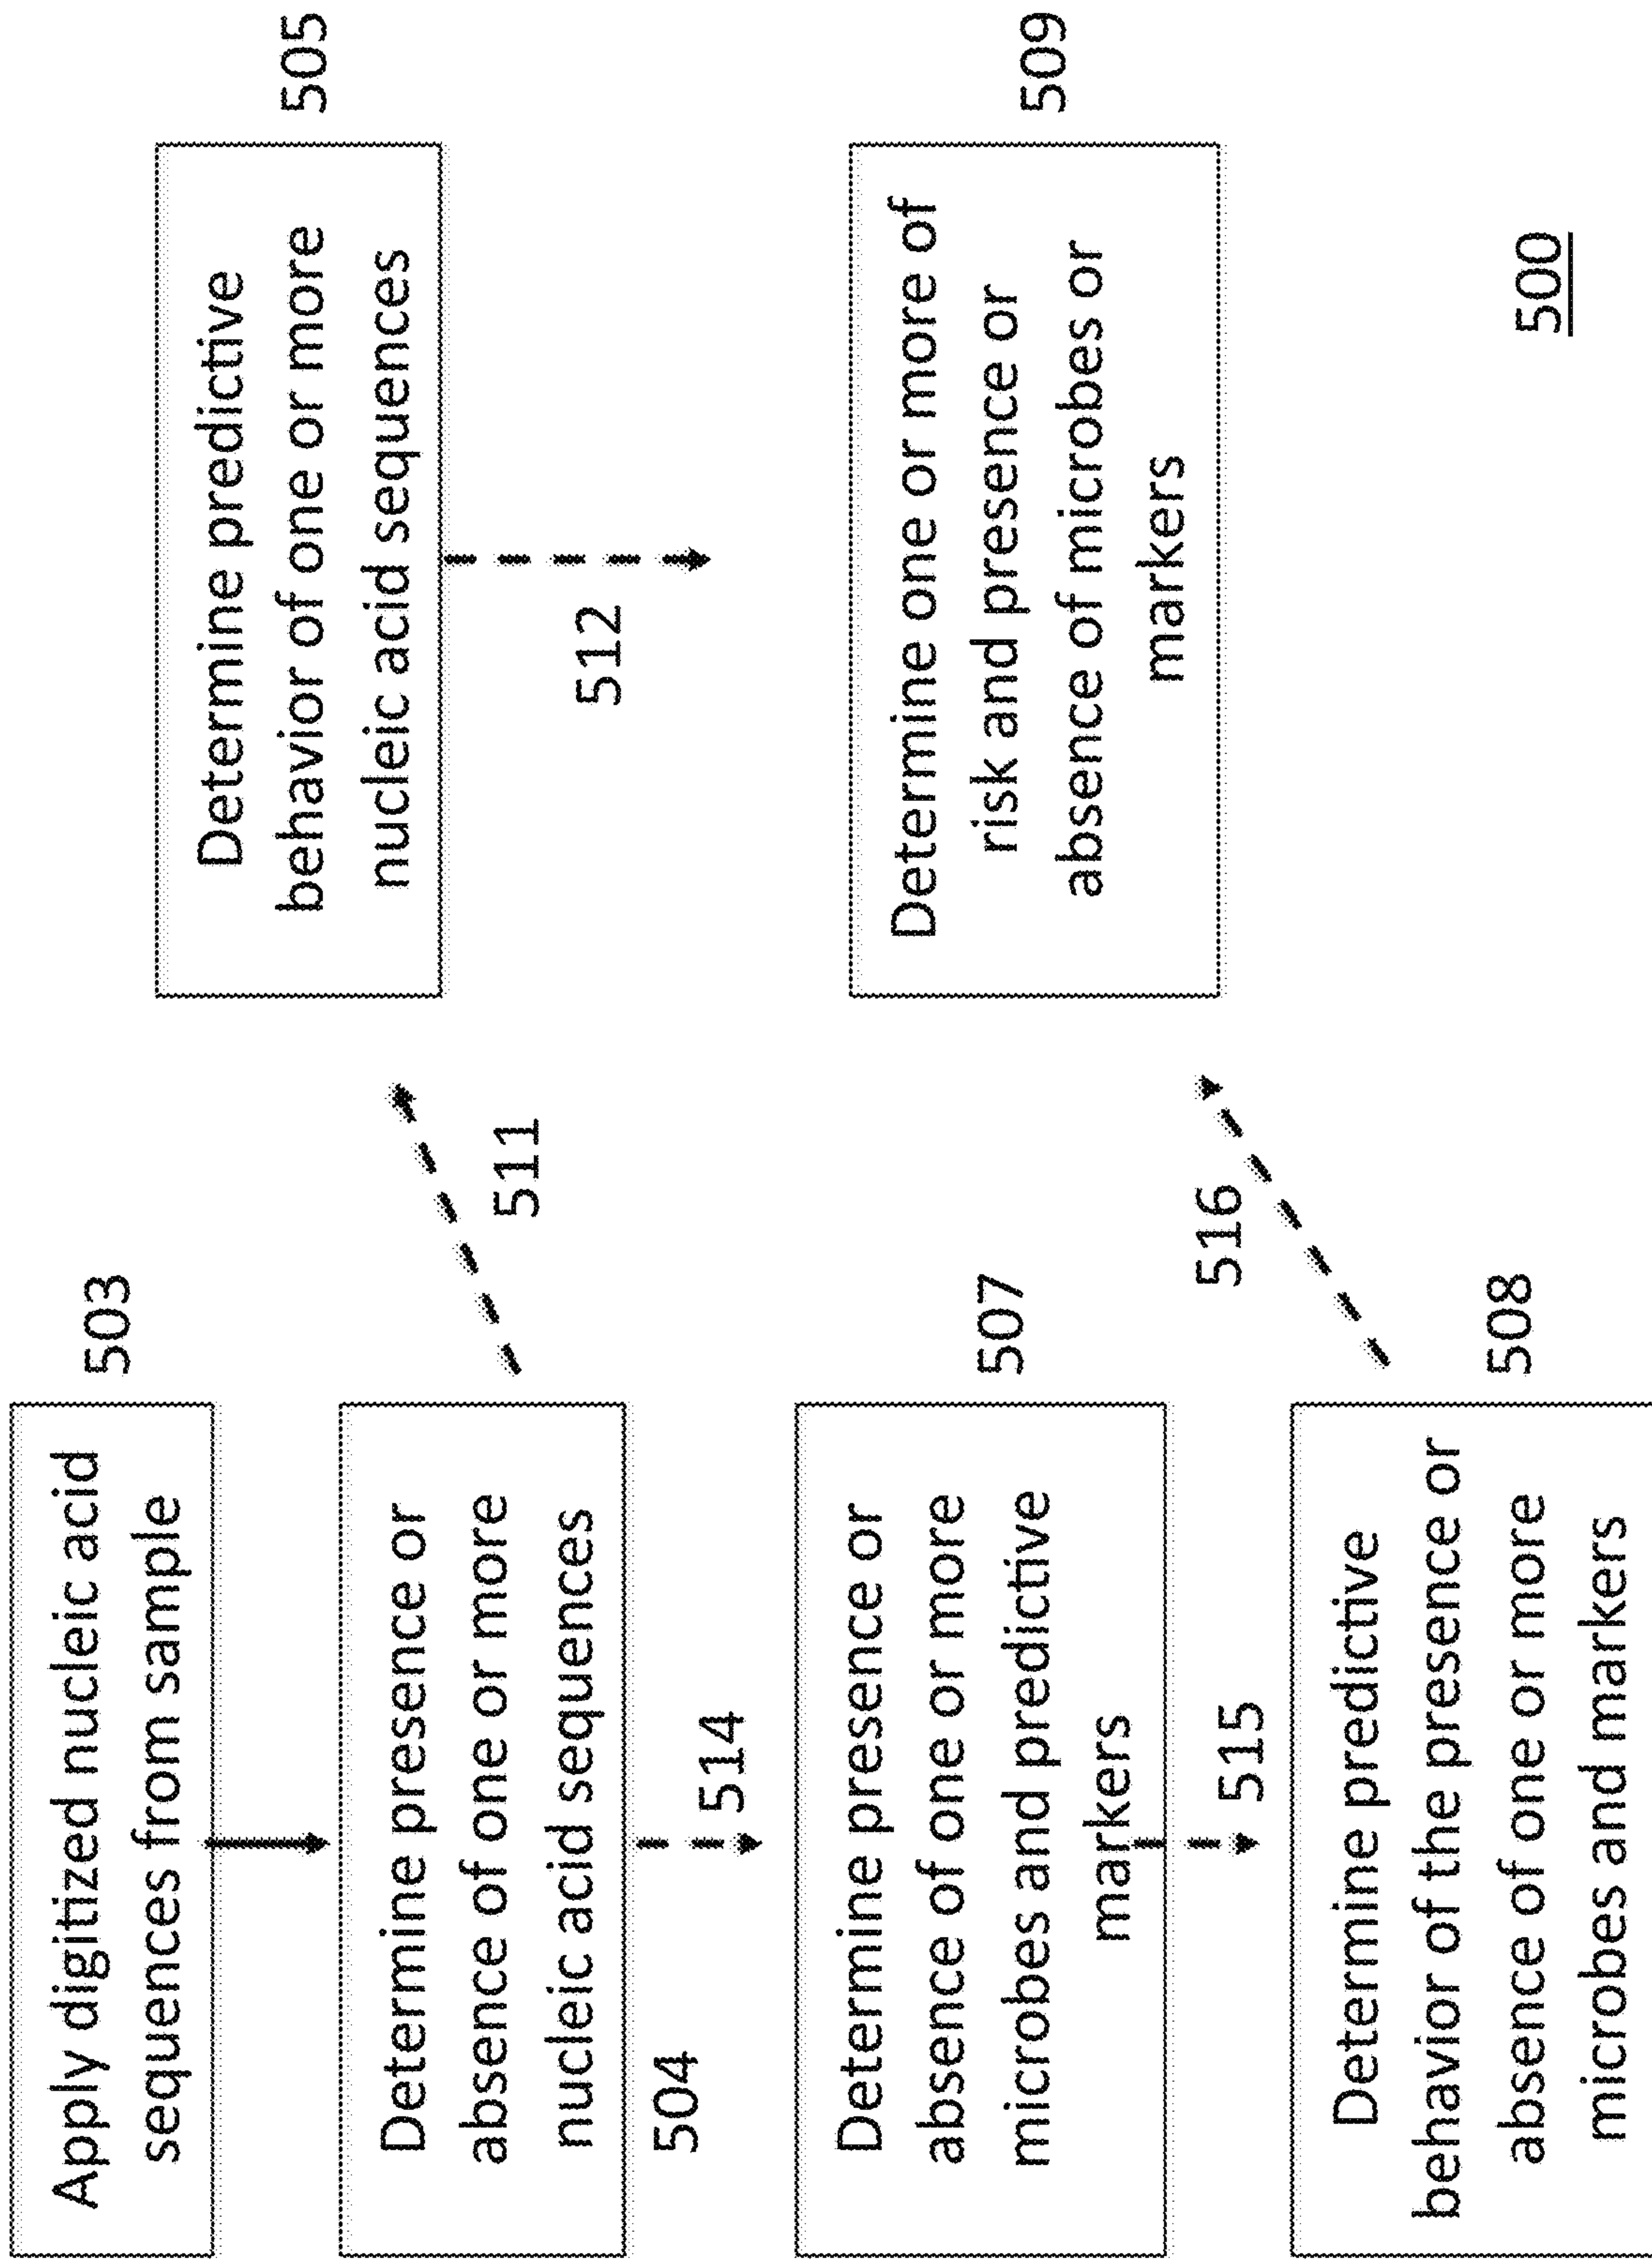 Apply digitized nucleic acid
sequences from sample
503
Determine presence or
absence of one or more
nucleic acid sequences
504
511
Determine predictive
behavior of one or more
nucleic acid sequences
505
512
514
Determine presence or
absence of one or more
microbes and predictive
markers
507
515
Determine predictive
behavior of the presence or
absence of one or more
microbes and markers
508
516
Determine one or more of
risk and presence or
absence of microbes or
markers
509
500